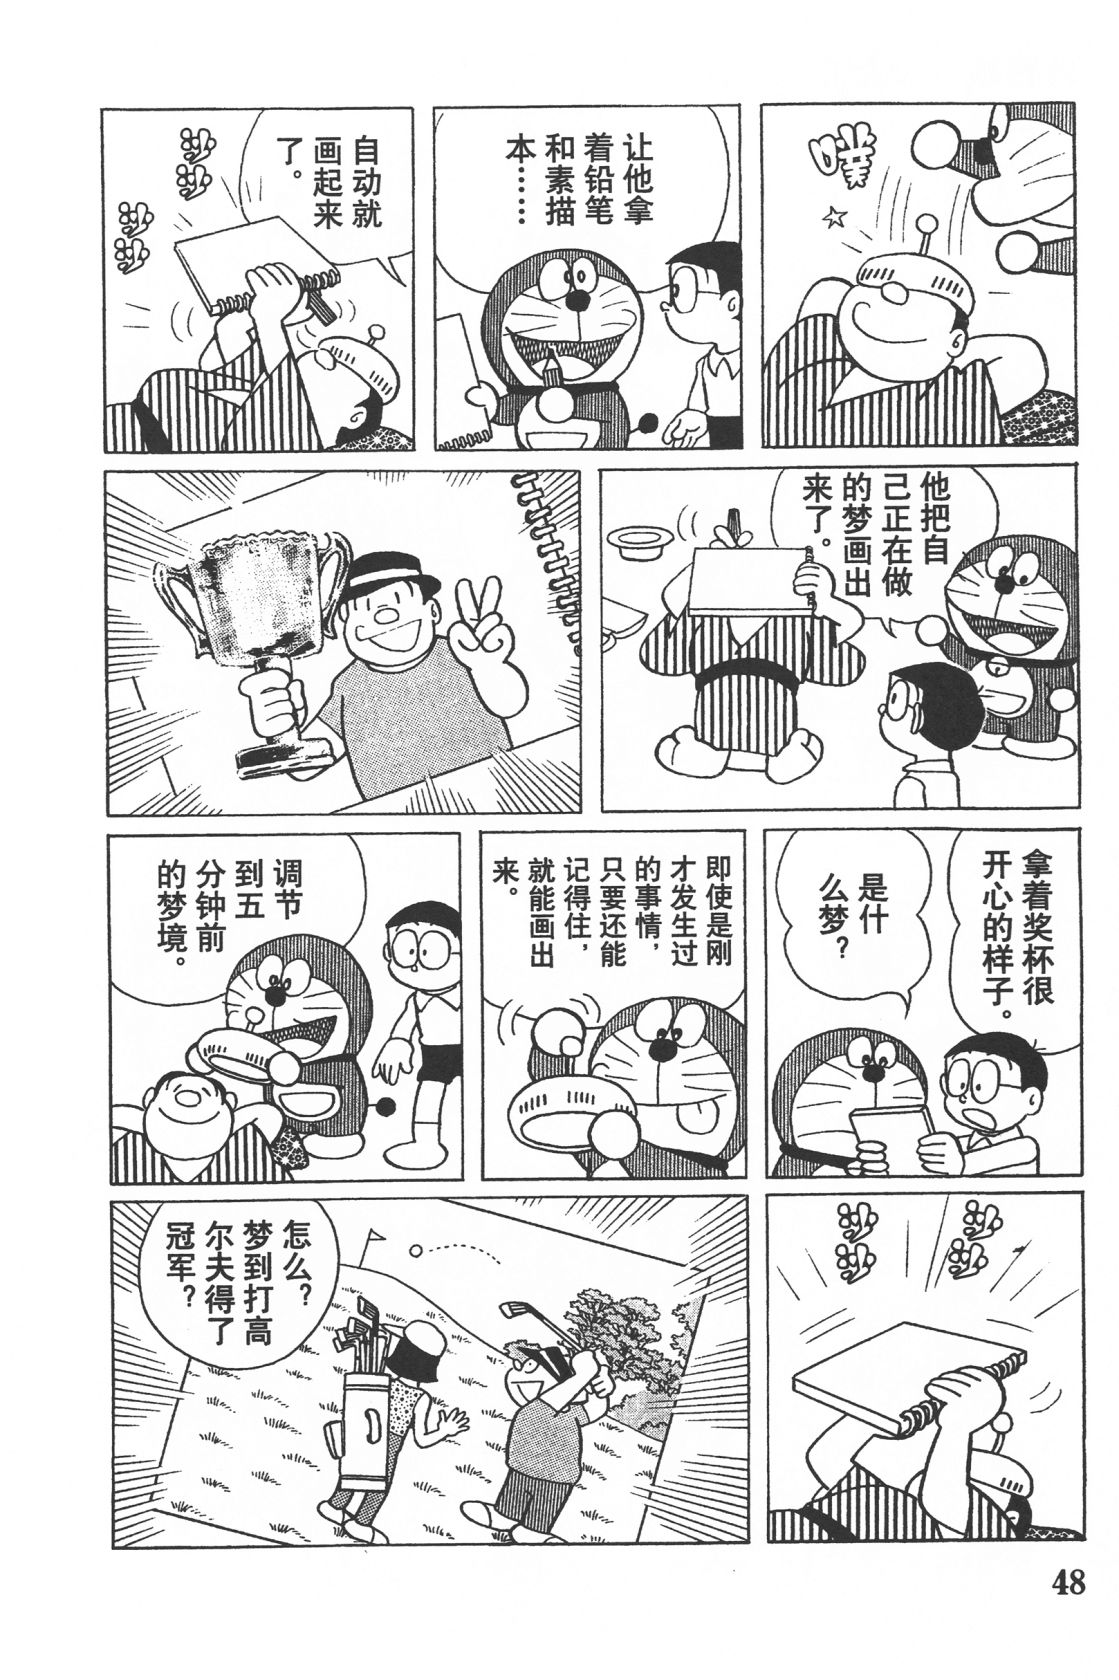 噗
让他拿
着铅笔
和素描
本……
自动就
画起来
了。
沙
沙
沙
沙
他把自
己正在做
的梦画出
来了。
拿着奖杯很
开心的样子。
是什
么梦？
即使是刚
才发生过
的事情，
只要还能
记得住，
就能画出
来。
调节
到五
分钟前
的梦境。
沙
沙
沙
沙
怎么？
梦到打高
尔夫得了
冠军？
48